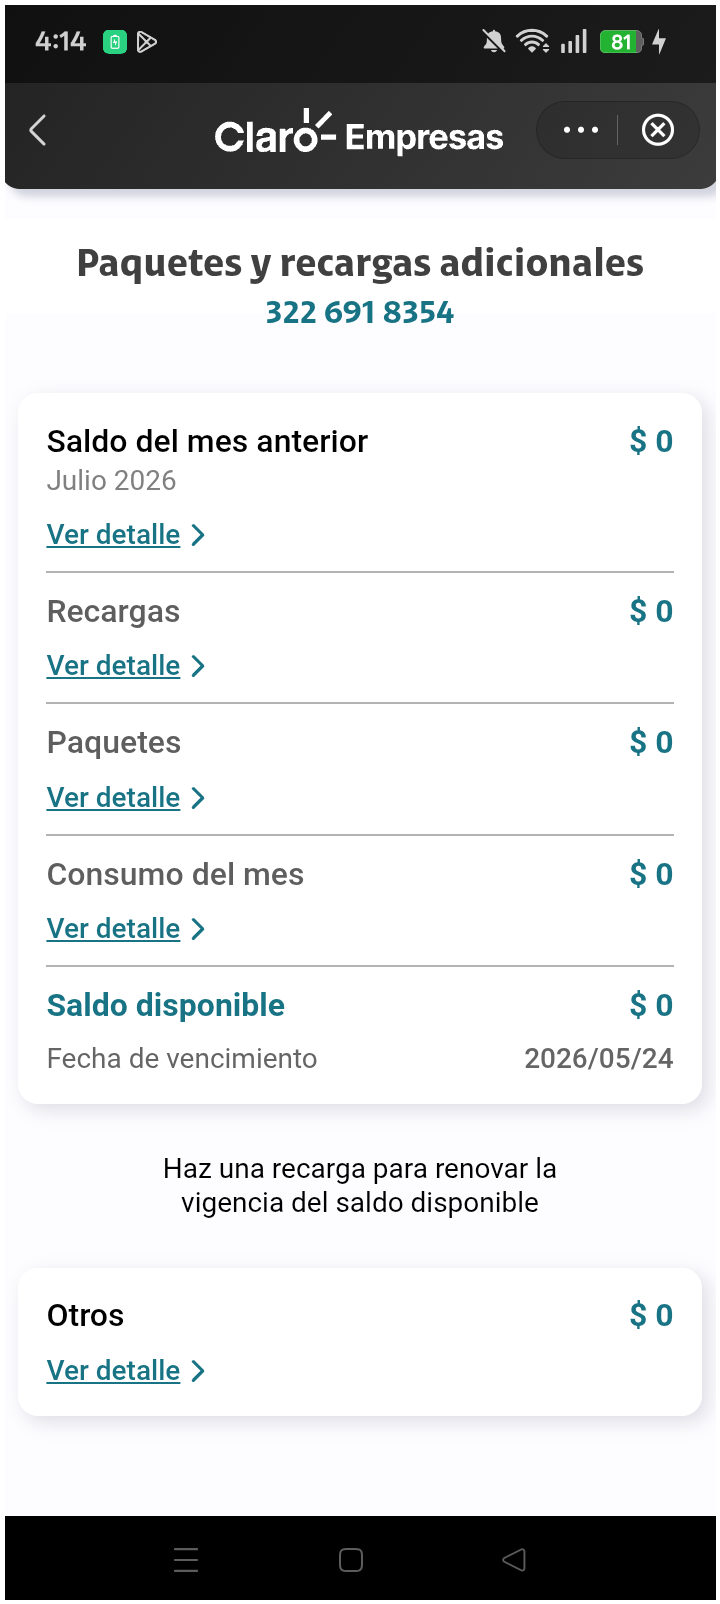 4:14
81
Claro Empresas
Paquetes y recargas adicionales
322 691 8354
Saldo del mes anterior $ 0
Julio 2026
Ver detalle
Recargas $ 0
Ver detalle
Paquetes $ 0
Ver detalle
Consumo del mes $ 0
Ver detalle
Saldo disponible $ 0
Fecha de vencimiento 2026/05/24
Haz una recarga para renovar la
vigencia del saldo disponible
Otros $ 0
Ver detalle